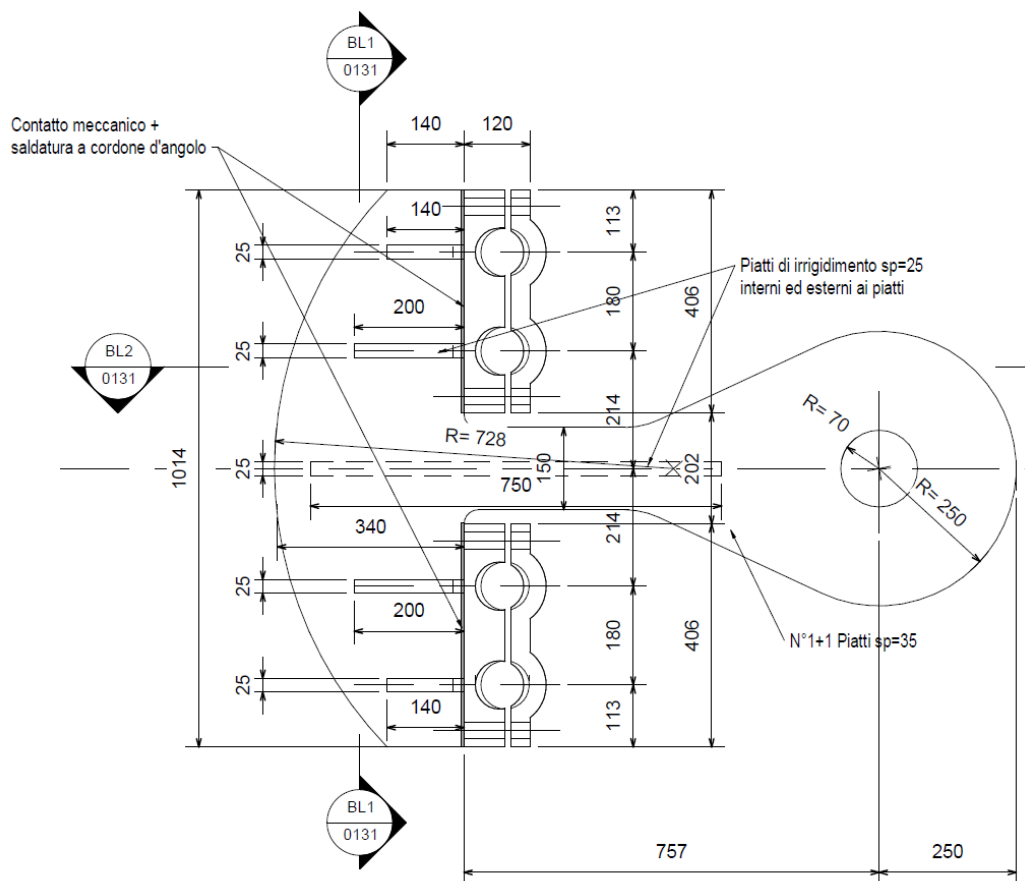 BL1
0131
Contatto meccanico +
saldatura a cordone d'angolo
140
120
140
113
25
Piatti di irrigidimento sp=25
interni ed esterni ai piatti
180
406
200
25
BL2
0131
214
R= 728
R= 70
1014
25
150
202
750
R= 250
340
214
25
200
180
406
N°1+1 Piatti sp=35
25
140
113
BL1
0131
757
250